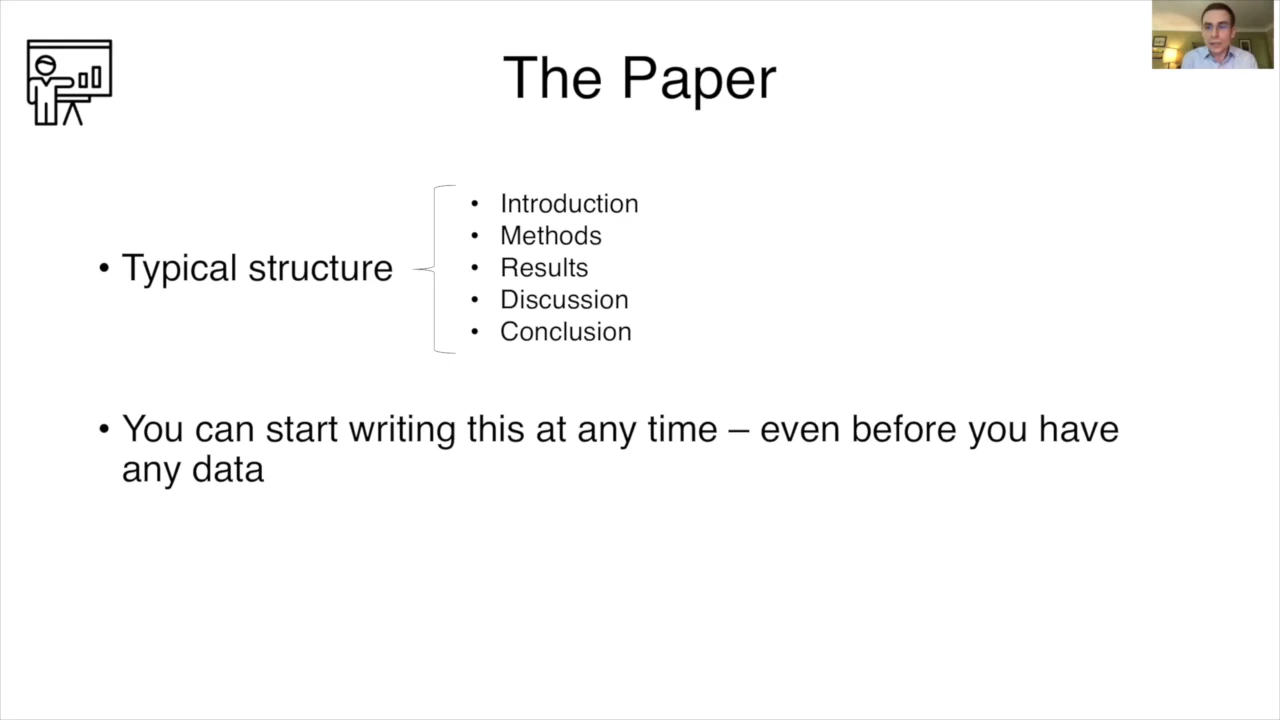 The Paper
• Typical structure
• Introduction
• Methods
• Results
• Discussion
• Conclusion
• You can start writing this at any time – even before you have
any data